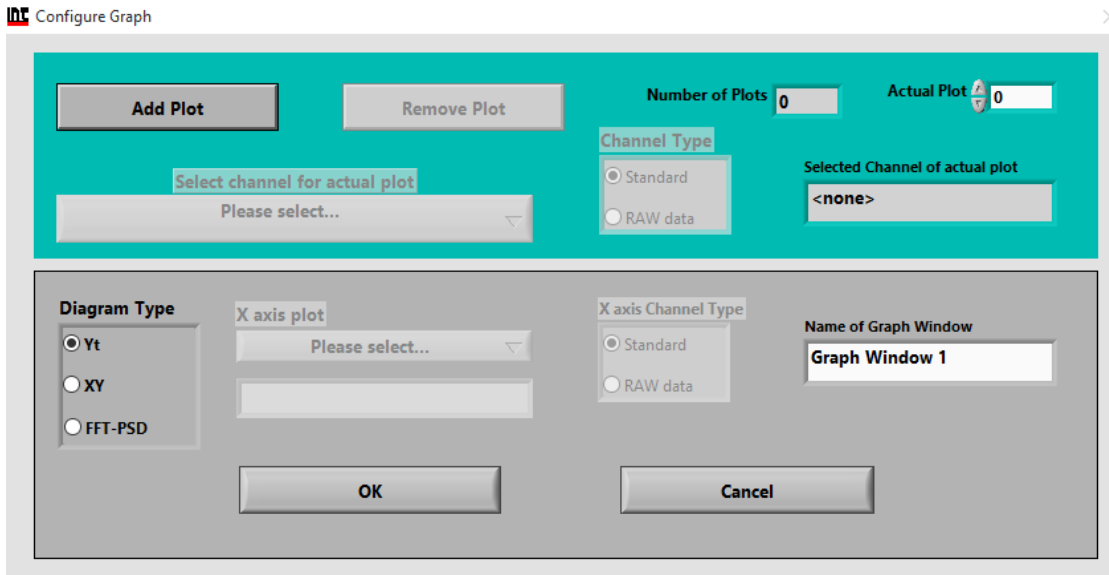 INC Configure Graph
Add Plot
Remove Plot
Number of Plots 0
Actual Plot 0
Select channel for actual plot
Please select...
Channel Type
Standard
RAW data
Selected Channel of actual plot
<none>
Diagram Type
Yt
XY
FFT-PSD
X axis plot
Please select...
X axis Channel Type
Standard
RAW data
Name of Graph Window
Graph Window 1
OK
Cancel